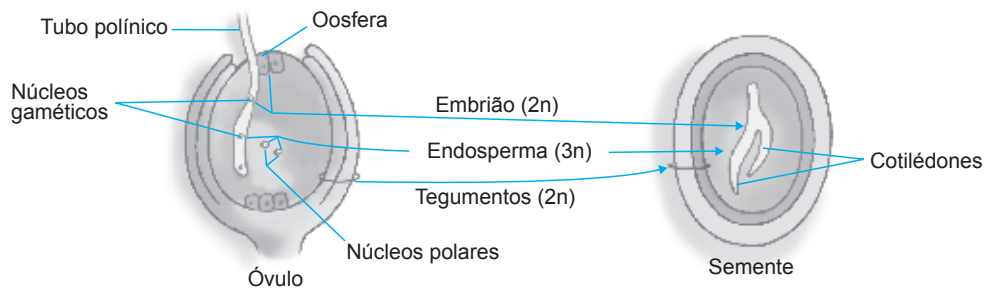 Oosfera
Tubo polínico
Núcleos
gaméticos
Embrião (2n)
Endosperma (3n)
Cotilédones
Tegumentos (2n)
Núcleos polares
Óvulo
Semente